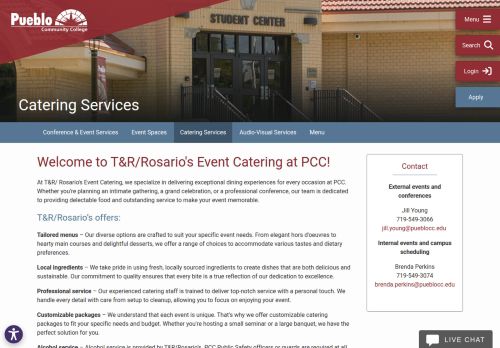 Pueblo
Community College
STUDENT CENTER
Menu
Search
Login
Apply
Catering Services
Conference & Event Services
Event Spaces
Catering Services
Audio-Visual Services
Menu
Welcome to T&R/Rosario's Event Catering at PCC!
At T&R/ Rosario's Event Catering, we specialize in delivering exceptional dining experiences for every occasion at PCC.
Whether you're planning an intimate gathering, a grand celebration, or a professional conference, our team is dedicated
to providing delectable food and outstanding service to make your event memorable.
T&R/Rosario's offers:
Tailored menus – Our diverse options are crafted to suit your specific event needs. From elegant hors d'oeuvres to
hearty main courses and delightful desserts, we offer a range of choices to accommodate various tastes and dietary
preferences.
Local ingredients – We take pride in using fresh, locally sourced ingredients to create dishes that are both delicious and
sustainable. Our commitment to quality ensures that every bite is a true reflection of our dedication to excellence.
Professional service – Our experienced catering staff is trained to deliver top-notch service with a personal touch. We
handle every detail with care from setup to cleanup, allowing you to focus on enjoying your event.
Customizable packages – We understand that each event is unique. That's why we offer customizable catering
packages to fit your specific needs and budget. Whether you're hosting a small seminar or a large banquet, we have the
perfect solution for you.
Alcohol service – Alcohol service is provided by T&R/Rosario's. PCC Public Safety officers or guards are required at all
Contact
External events and
conferences
Jill Young
719-549-3066
jill.young@pueblocc.edu
Internal events and campus
scheduling
Brenda Perkins
719-549-3074
brenda.perkins@pueblocc.edu
LIVE CHAT